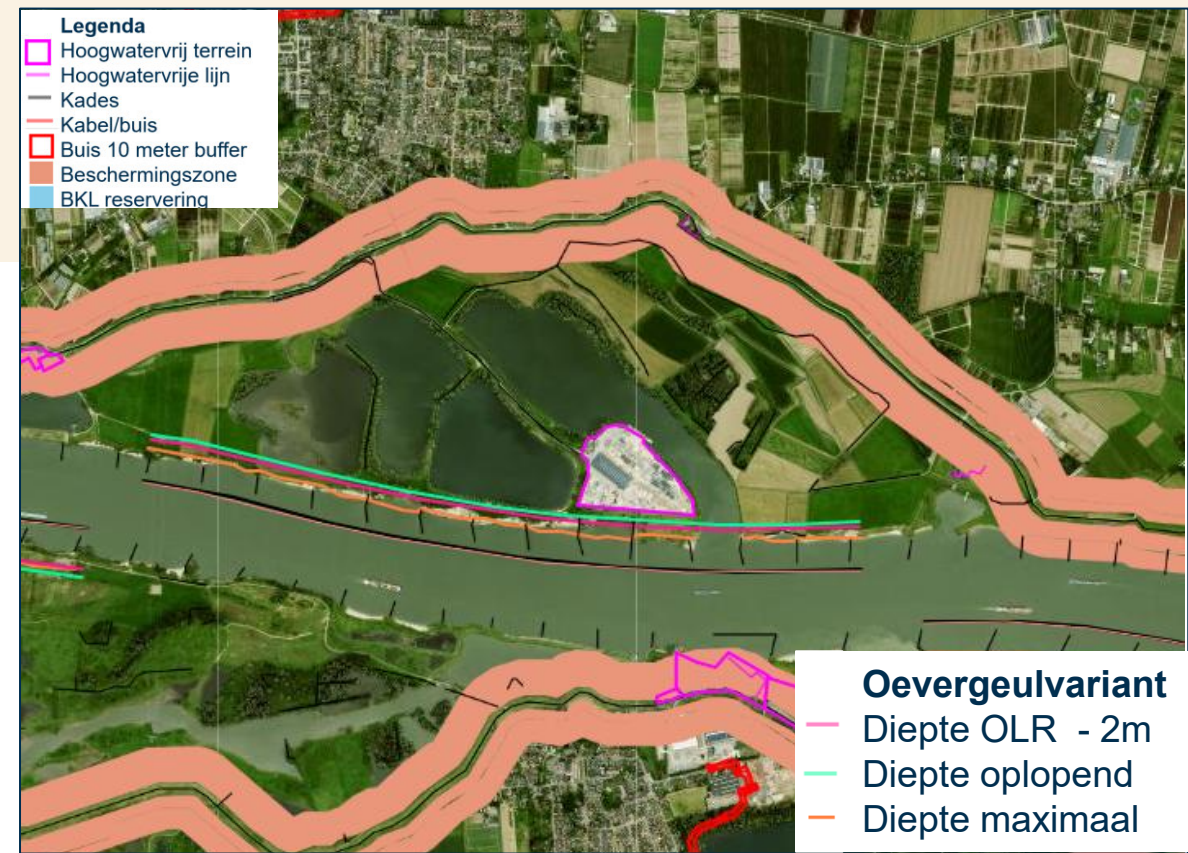 Legenda
Hoogwatervrij terrein
Hoogwatervrije lijn
Kades
Kabel/buis
Buis 10 meter buffer
Beschermingszone
BKL reservering
Oevergeulvariant
Diepte OLR - 2m
Diepte oplopend
Diepte maximaal